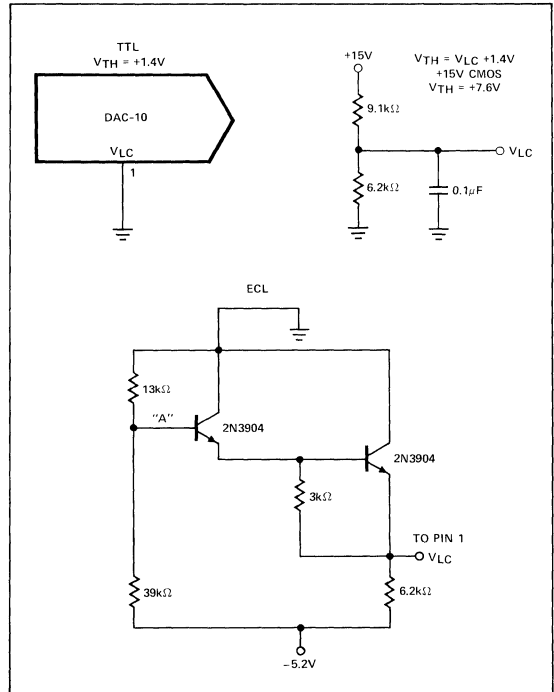 TTL
VTH = +1.4V
DAC-10
VLC
1
+15V
9.1kΩ
6.2kΩ
0.1μF
VLC
VTH = VLC +1.4V
+15V CMOS
VTH = +7.6V
ECL
13kΩ
"A"
2N3904
2N3904
3kΩ
TO PIN 1
VLC
39kΩ
6.2kΩ
-5.2V